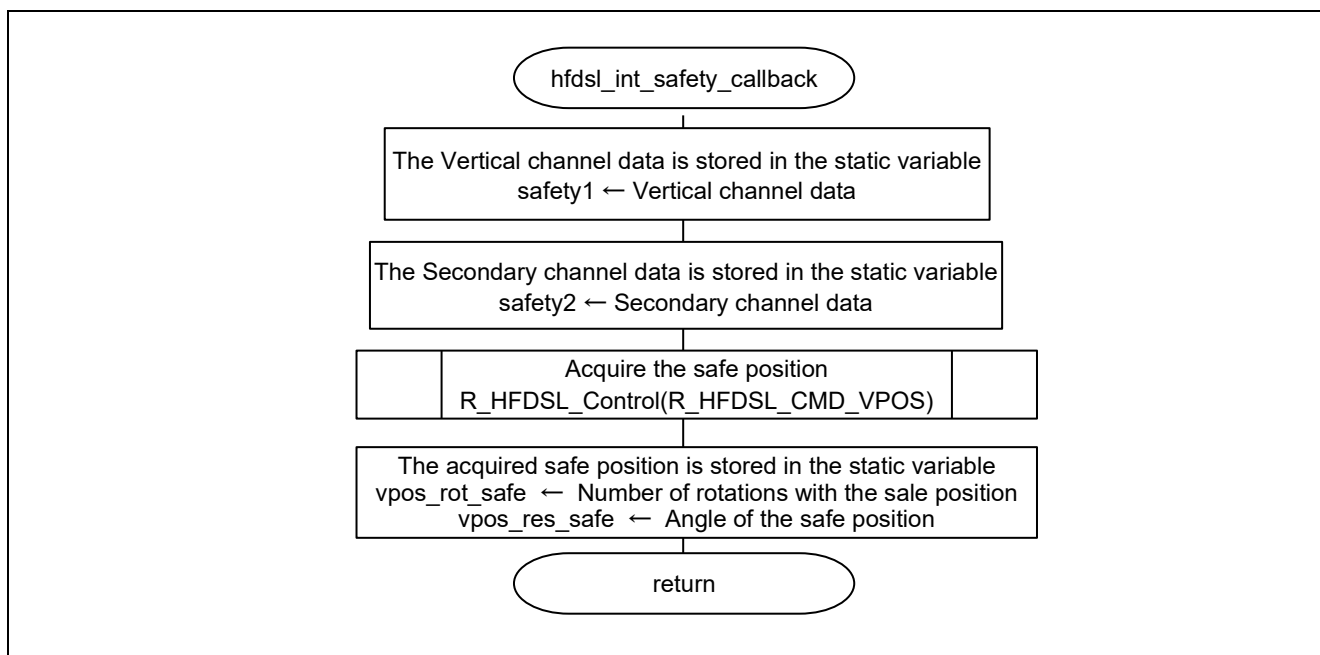 hfdsl_int_safety_callback
The Vertical channel data is stored in the static variable
safety1 ← Vertical channel data
The Secondary channel data is stored in the static variable
safety2 ← Secondary channel data
Acquire the safe position
R_HFDSL_Control(R_HFDSL_CMD_VPOS)
The acquired safe position is stored in the static variable
vpos_rot_safe ← Number of rotations with the sale position
vpos_res_safe ← Angle of the safe position
return